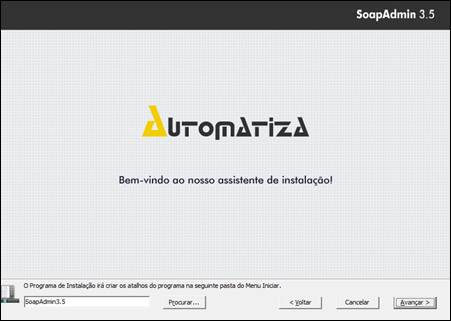 SoapAdmin 3.5
AUTOMATIZA
Bem-vindo ao nosso assistente de instalação!
O Programa de Instalação irá criar os atalhos do programa na seguinte pasta do Menu Iniciar.
SoapAdmin3.5
Procurar...
< Voltar
Cancelar
Avançar >